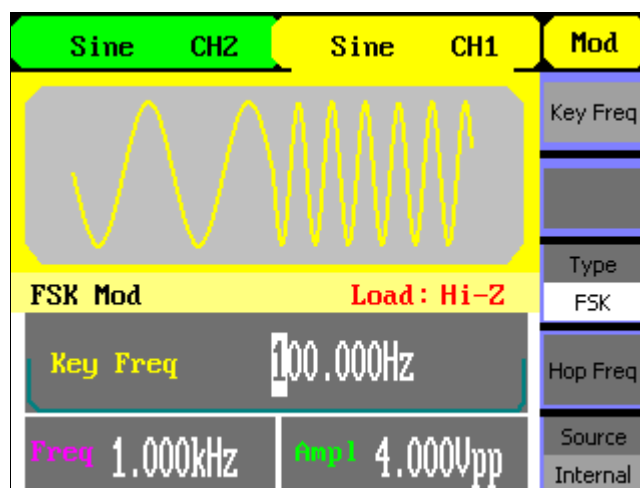 Sine CH2 Sine CH1 Mod
Key Freq
Type
FSK
FSK Mod Load: Hi-Z
Key Freq 100.000Hz
Hop Freq
Freq 1.000kHz Ampl 4.000Vpp
Source
Internal